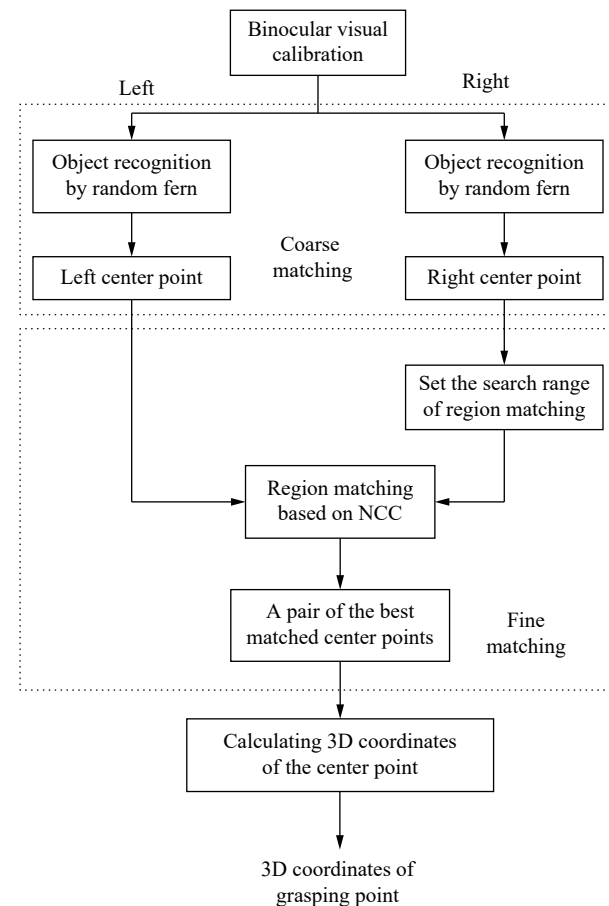 Binocular visual
calibration
Left
Right
Object recognition
by random fern
Object recognition
by random fern
Coarse
matching
Left center point
Right center point
Set the search range
of region matching
Region matching
based on NCC
A pair of the best
matched center points
Fine
matching
Calculating 3D coordinates
of the center point
3D coordinates of
grasping point